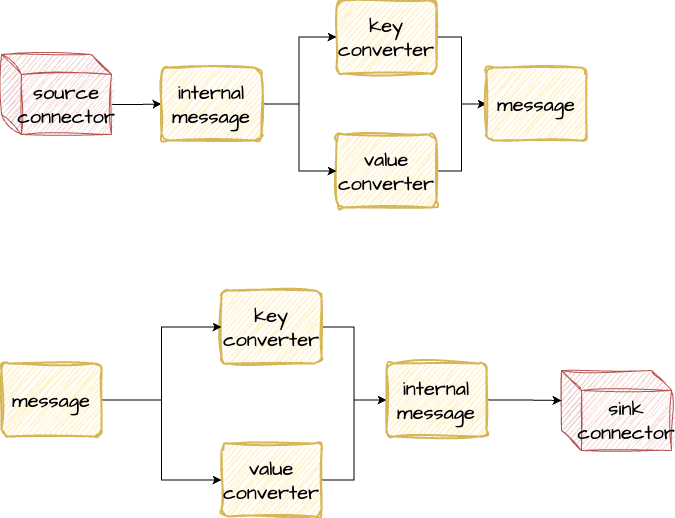 source
connector
internal
message
key
converter
value
converter
message
message
key
converter
value
converter
internal
message
sink
connector